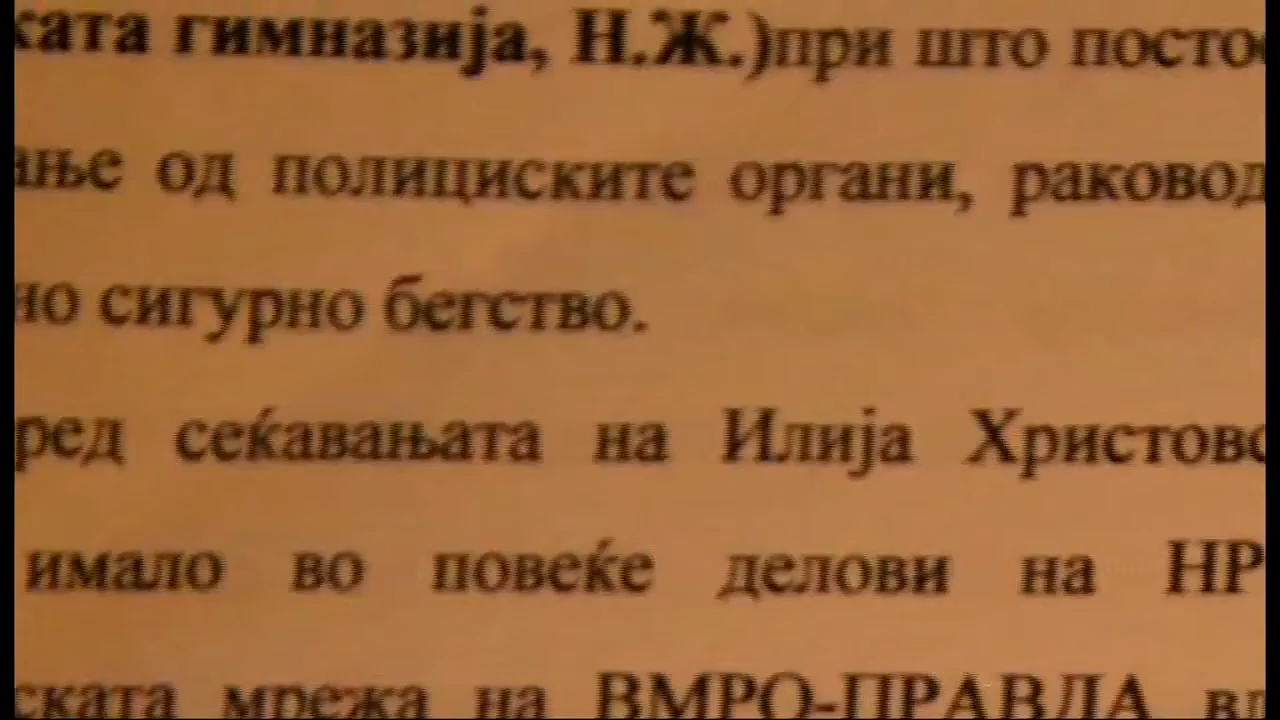 ката гимназија, Н.Ж.)при што посто
ање од полициските органи, раковод
но сигурно бегство.
ред сеќавањата на Илија Христов
имало во повеќе делови на НР
ската мрежа на ВМРО-ПРАВДА